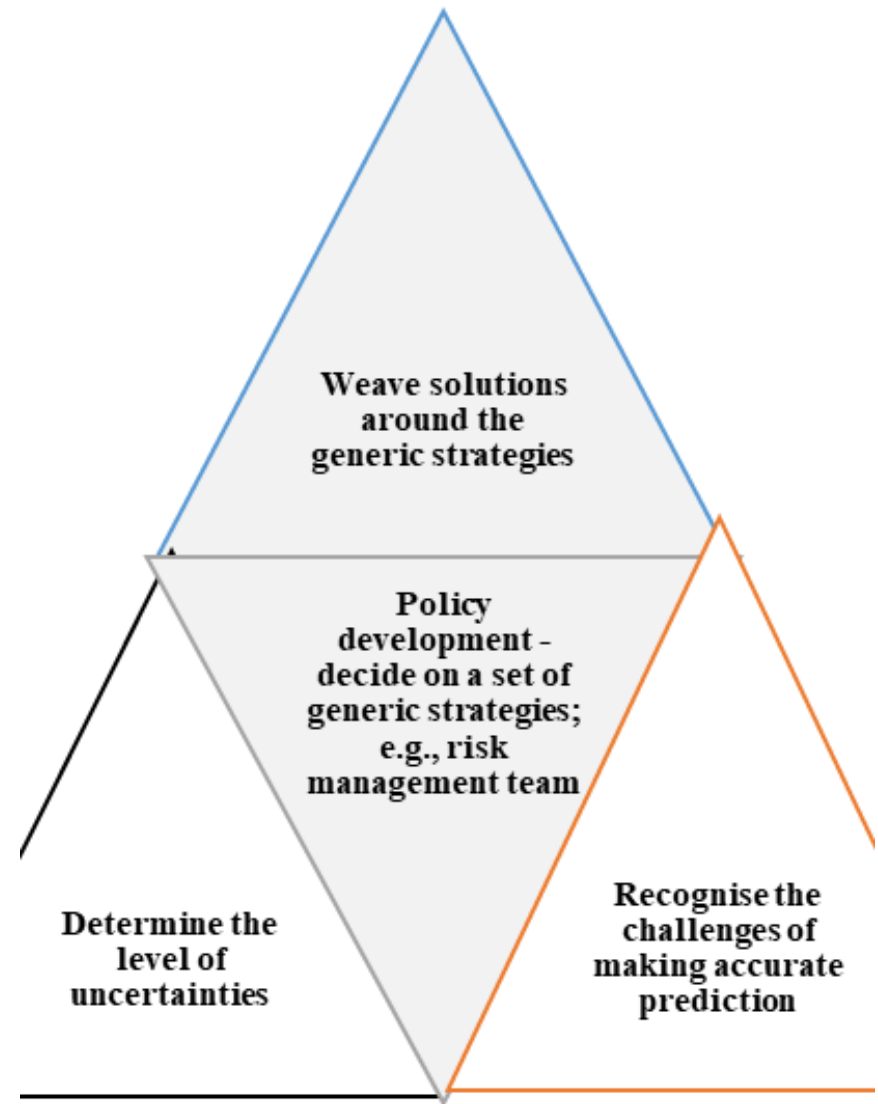 Weave solutions
around the
generic strategies
Policy
development -
decide on a set of
generic strategies;
e.g., risk
management team
Determine the
level of
uncertainties
Recognise the
challenges of
making accurate
prediction